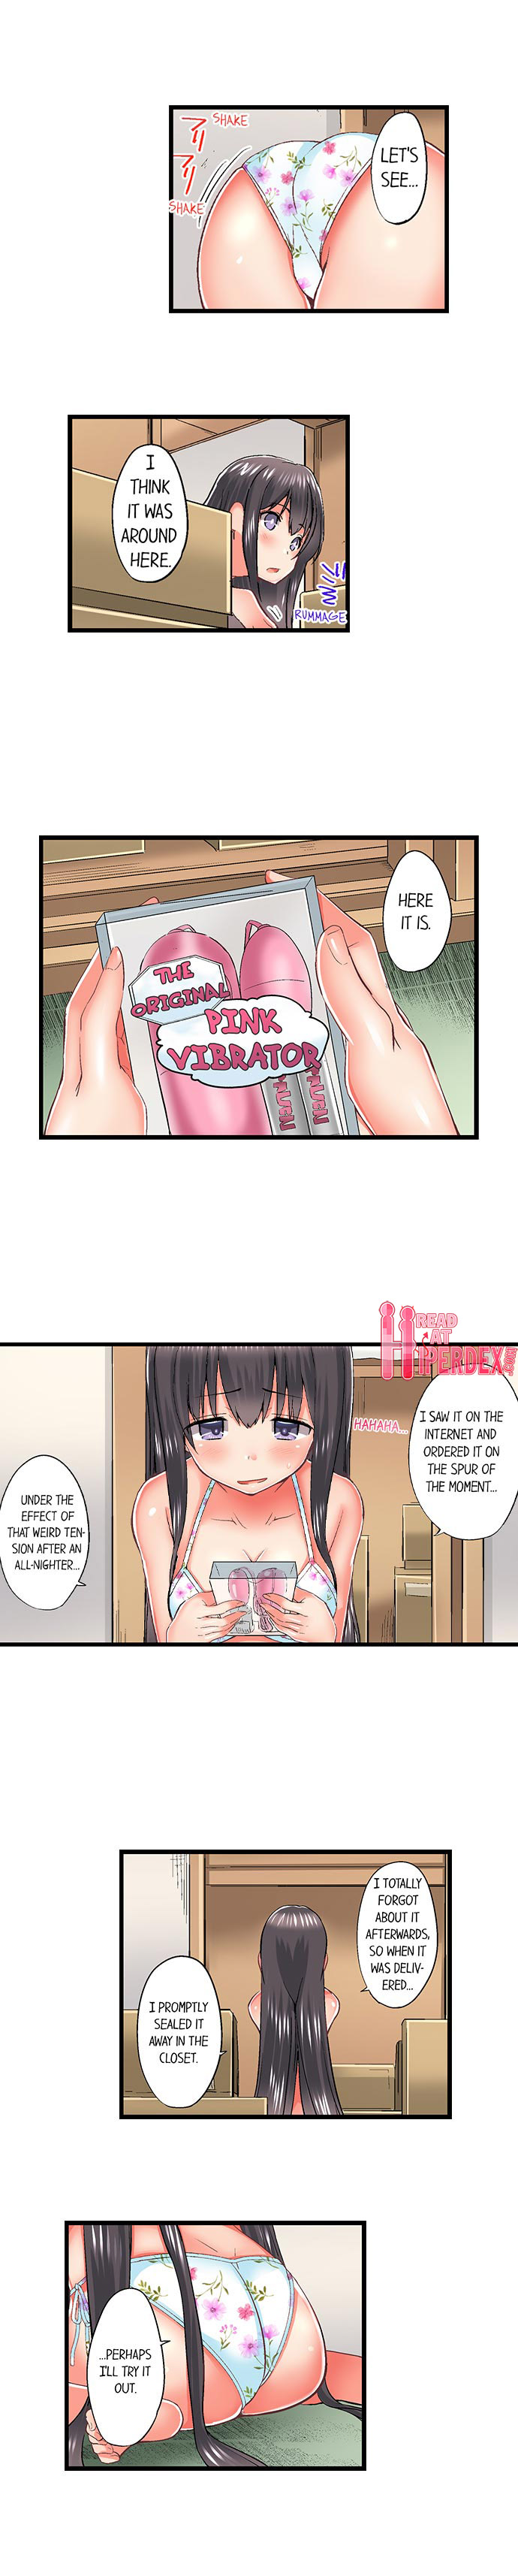 SHAKE
SHAKE
LET'S
SEE...
I
THINK
IT WAS
AROUND
HERE.
RUMMAGE
HERE
IT IS.
THE
ORIGINAL
PINK
VIBRATOR
READ
AT
HIPERDEX.COM
HAHAHA...
I SAW IT ON THE
INTERNET AND
ORDERED IT ON
THE SPUR OF
THE MOMENT...
UNDER THE
EFFECT OF
THAT WEIRD TEN-
SION AFTER AN
ALL-NIGHTER...
I TOTALLY
FORGOT
ABOUT IT
AFTERWARDS,
SO WHEN IT
WAS DELIV-
ERED...
I PROMPTLY
SEALED IT
AWAY IN THE
CLOSET.
...PERHAPS
I'LL TRY IT
OUT.